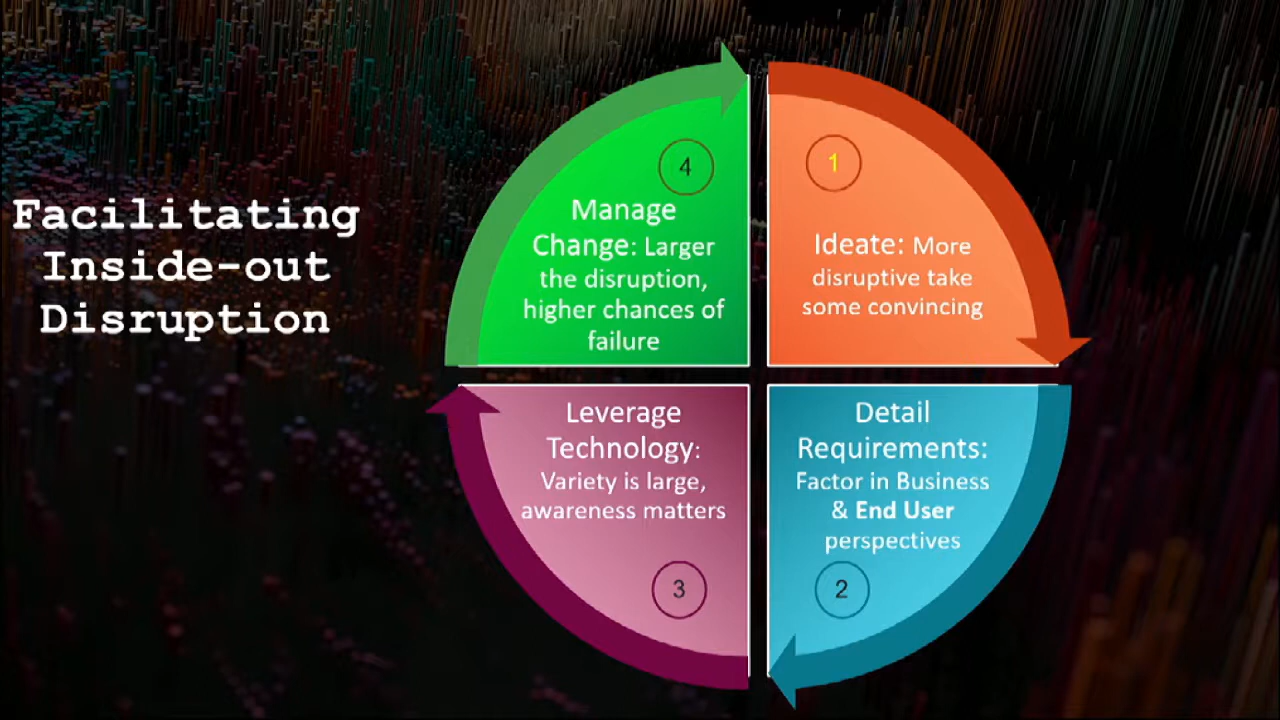 Facilitating
Inside-out
Disruption
4
Manage
Change: Larger
the disruption,
higher chances of
failure
1
Ideate: More
disruptive take
some convincing
Leverage
Technology:
Variety is large,
awareness matters
3
Detail
Requirements:
Factor in Business
& End User
perspectives
2